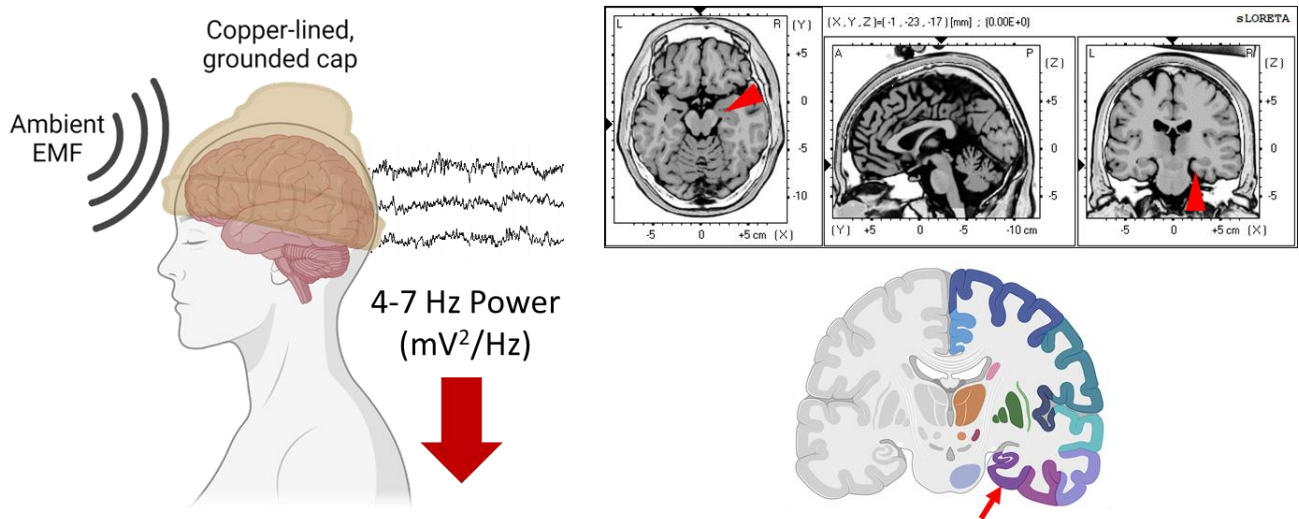 Copper-lined,
grounded cap
Ambient
EMF
4-7 Hz Power
(mV²/Hz)
L R (Y)
0
+5
0
-5
-10
-5 0 +5 cm (X)
(X, Y, Z)=(-1, -23, -17) [mm] ; (0.00E+0) sLORETA
A P (Z)
+5
0
-5
(Y) +5 0 -5 -10 cm
L R (Z)
+5
0
-5
-5 0 +5 cm (X)